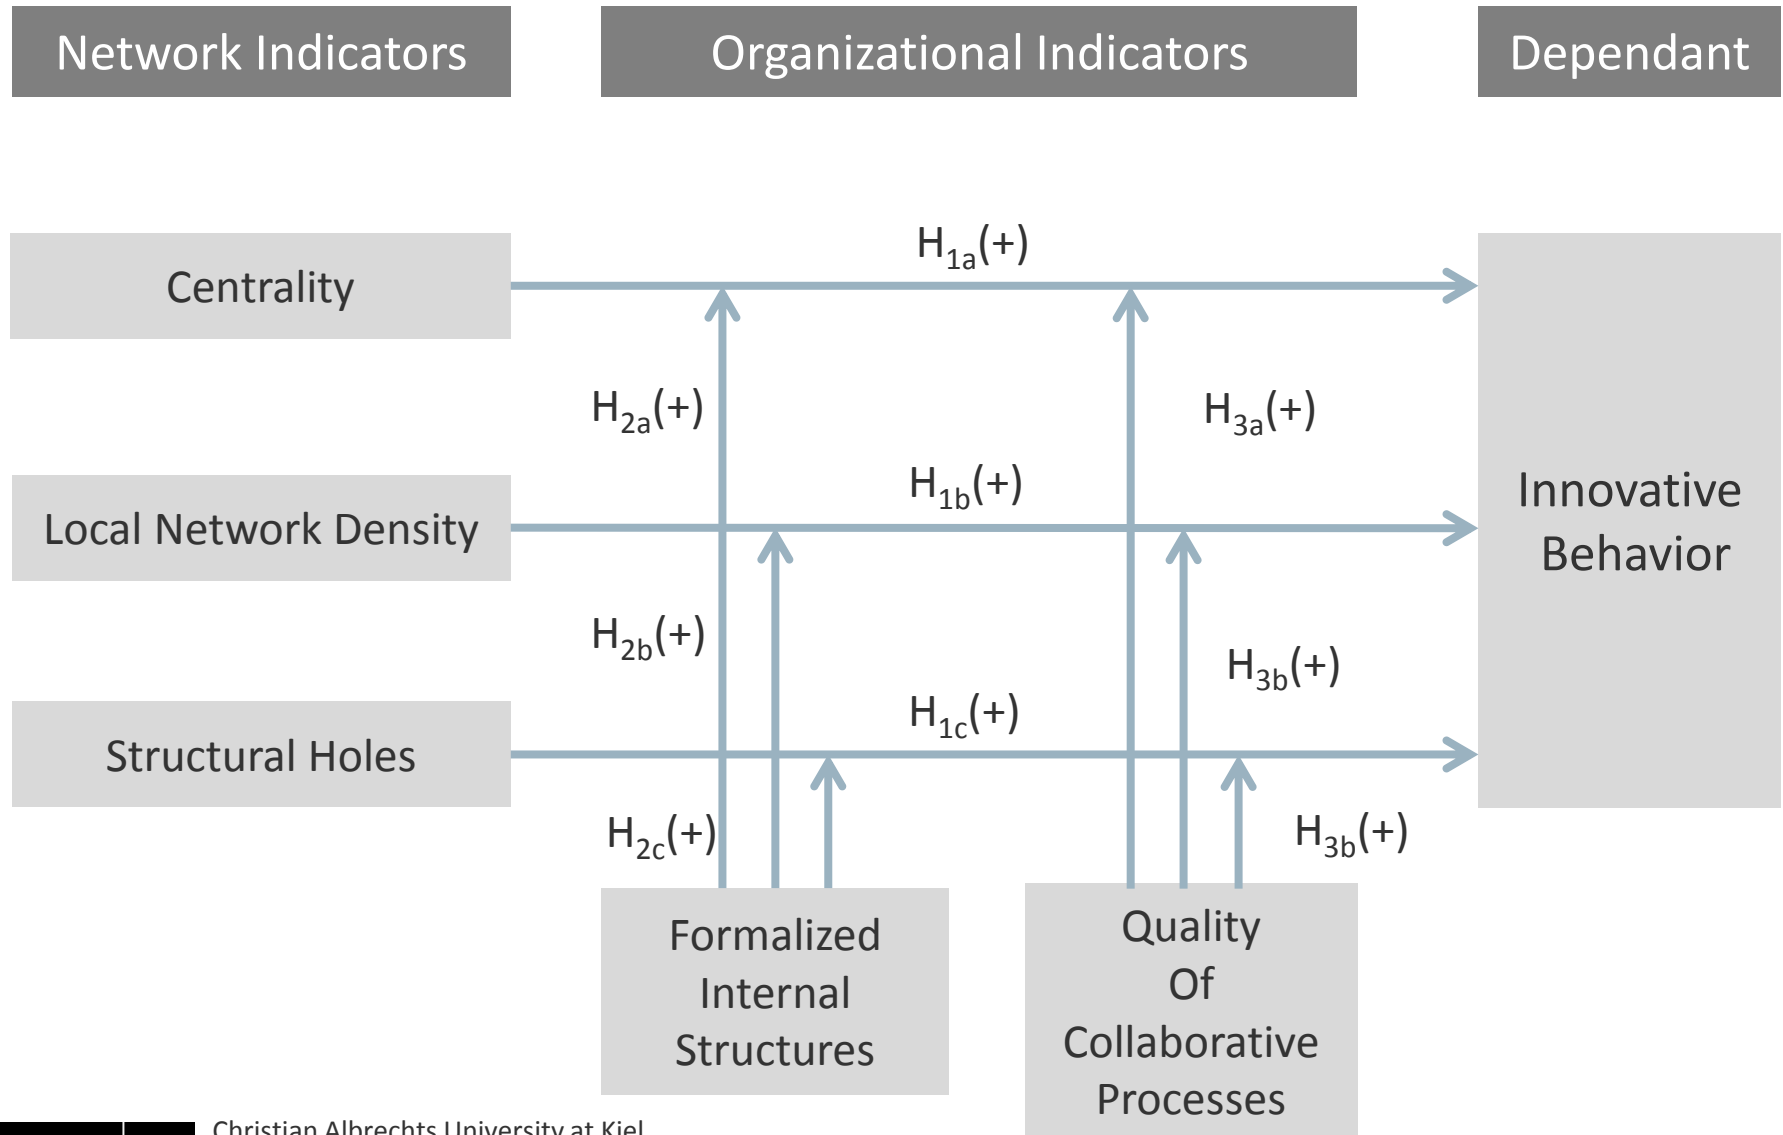 Network Indicators
Organizational Indicators
Dependant
H1a(+)
Centrality
H2a(+)
H3a(+)
H1b(+)
Local Network Density
Innovative
Behavior
H2b(+)
H3b(+)
H1c(+)
Structural Holes
H2c(+)
H3b(+)
Formalized
Internal
Structures
Quality
Of
Collaborative
Processes
Christian Albrechts University at Kiel